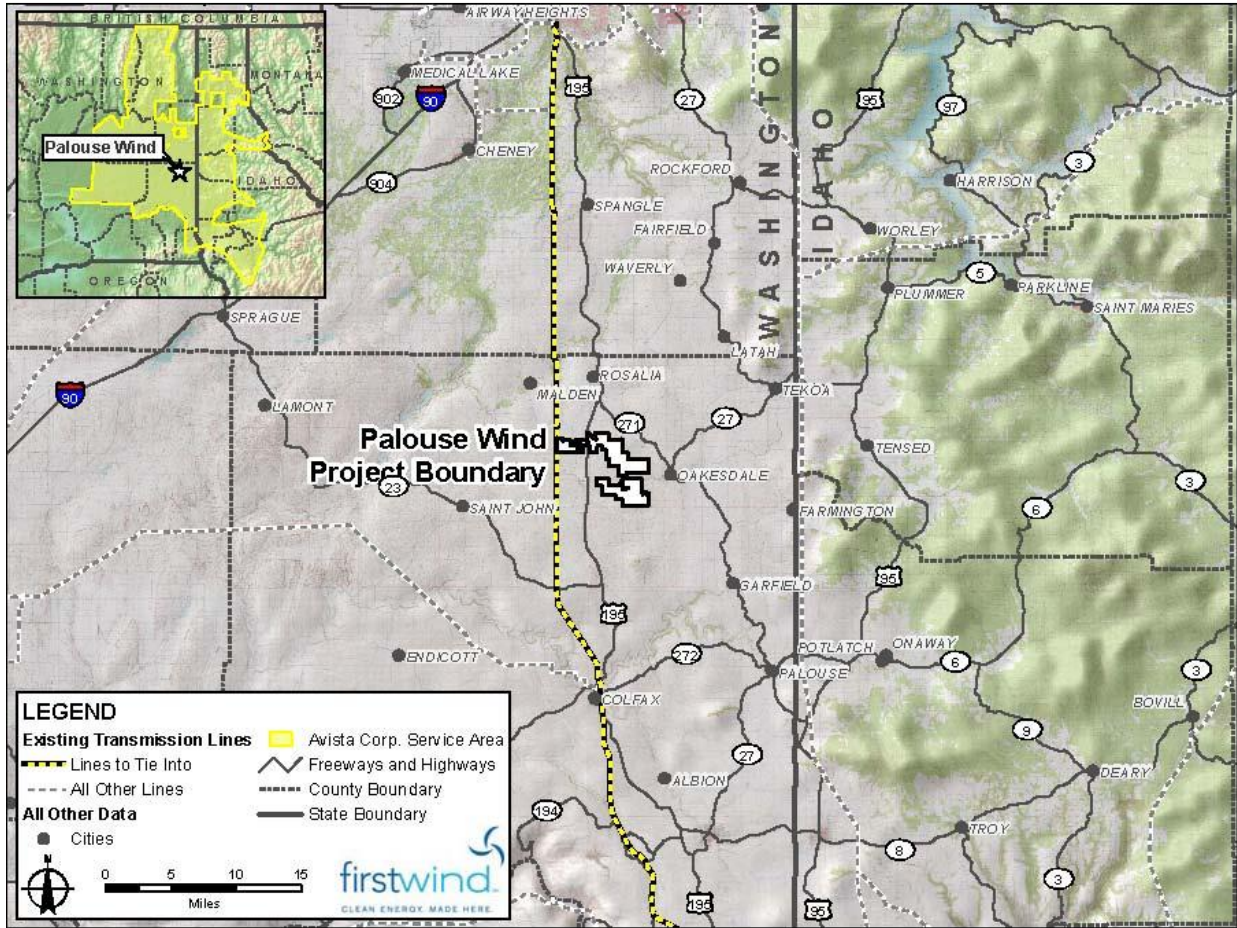 BRITISH COLUMBIA
WASHINGTON
MONTANA
Palouse Wind
IDAHO
OREGON
AIRWAYHEIGHTS
MEDICAL LAKE
902
90
195
27
95
97
CHENEY
904
ROCKFORD
WASHINGTON
IDAHO
HARRISON
3
SPANGLE
FAIRFIELD
WORLEY
WAVERLY
PLUMMER
5
PARKLINE
SAINT MARIES
SPRAGUE
LATAH
90
LAMONT
MALDEN
ROSALIA
TEKOA
271
27
Palouse Wind
Project Boundary
TENSED
OAKESDALE
23
SAINT JOHN
FARMINGTON
6
3
95
GARFIELD
195
ENDICOTT
272
POTLATCH
ONAWAY
6
PALOUSE
3
COLFAX
BOVILL
9
27
ALBION
DEARY
194
TROY
8
3
195
95
LEGEND
Existing Transmission Lines
Lines to Tie Into
All Other Lines
All Other Data
Cities
Avista Corp. Service Area
Freeways and Highways
County Boundary
State Boundary
N
0 5 10 15
Miles
firstwind
CLEAN ENERGY. MADE HERE.